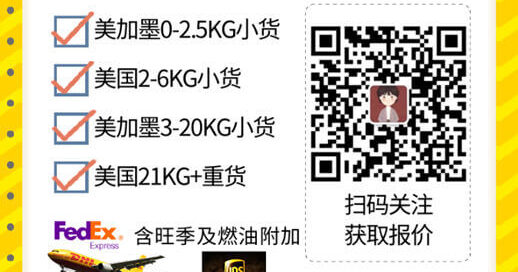 美加墨0-2.5KG小货
美国2-6KG小货
美加墨3-20KG小货
美国21KG+重货
扫码关注
获取报价
FedEx
Express
含旺季及燃油附加
DHL
ups